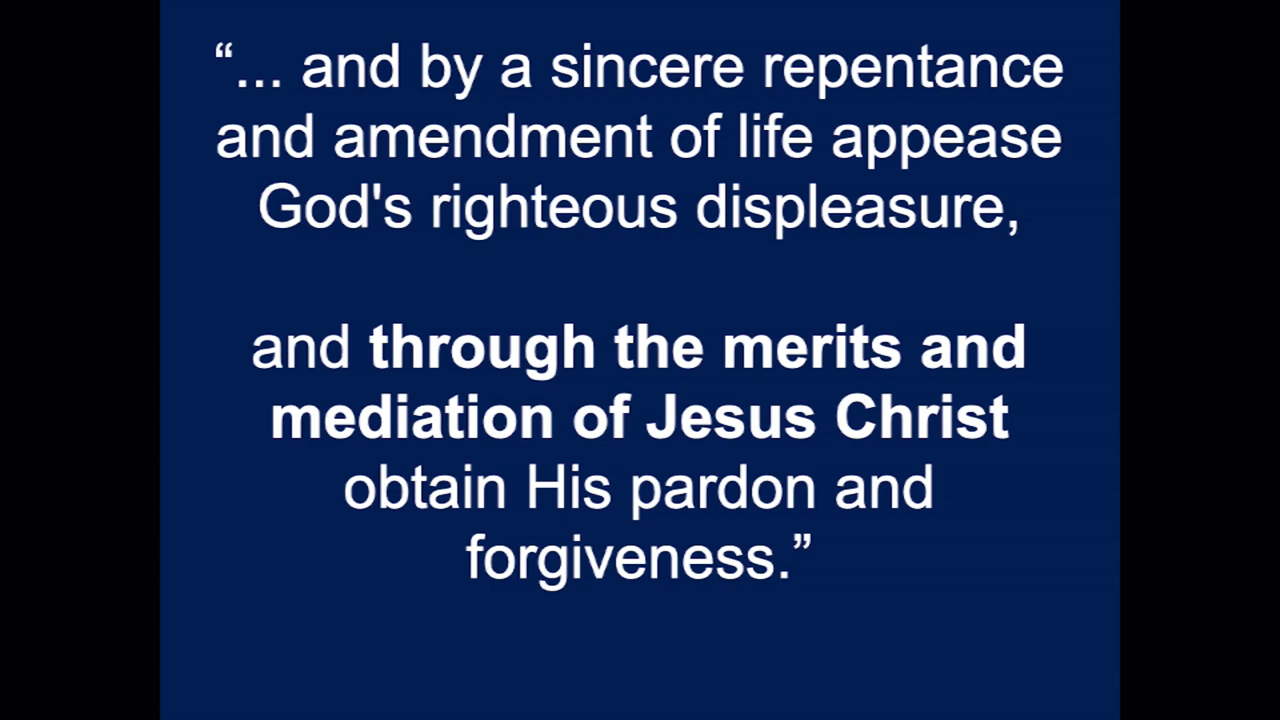 “... and by a sincere repentance
and amendment of life appease
God's righteous displeasure,
and through the merits and
mediation of Jesus Christ
obtain His pardon and
forgiveness.”